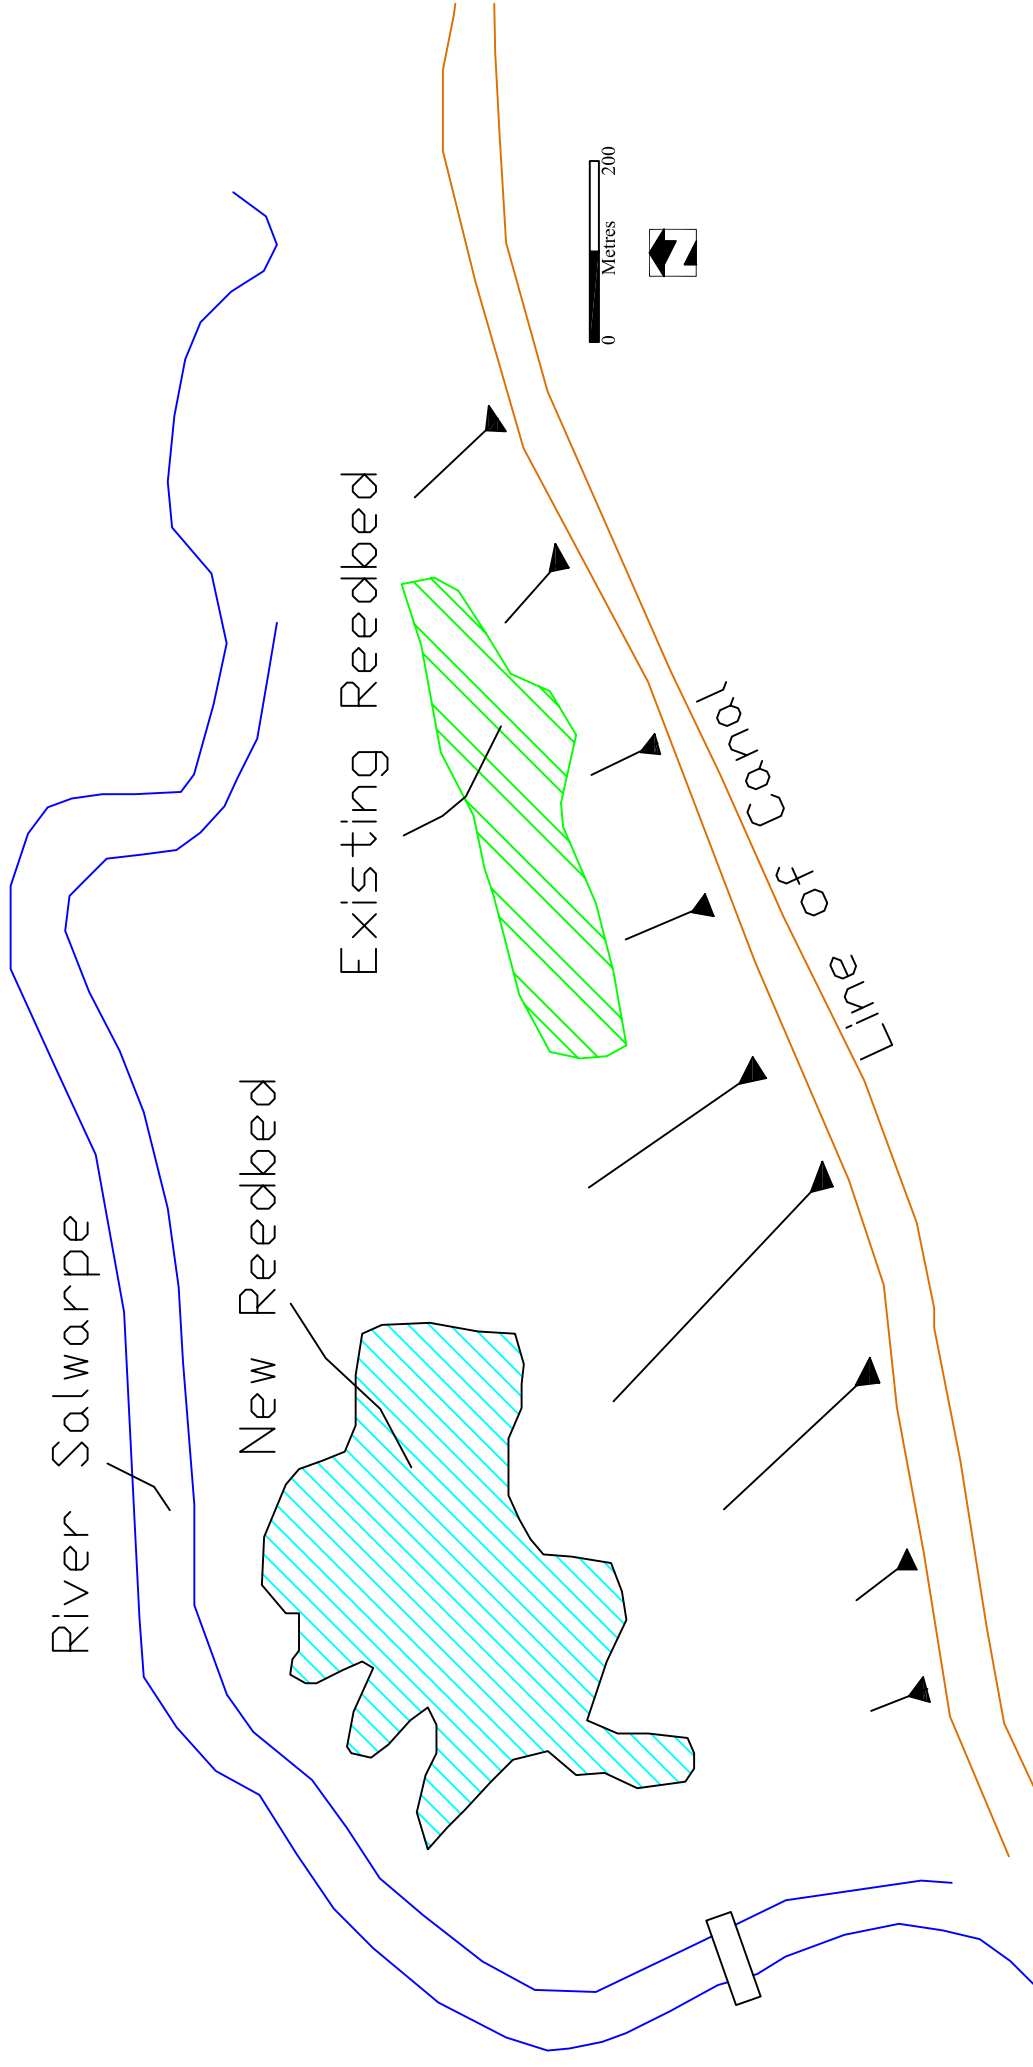 River Salwarpe
New Reedbed
Existing Reedbed
Line of Canal
0 Metres 200
N